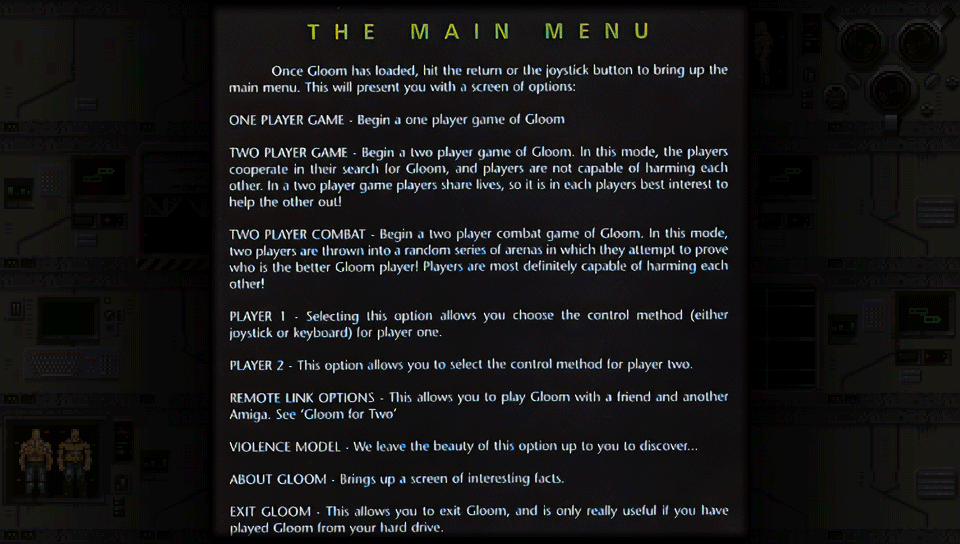 THE MAIN MENU
Once Gloom has loaded, hit the return or the joystick button to bring up the
main menu. This will present you with a screen of options:
ONE PLAYER GAME - Begin a one player game of Gloom
TWO PLAYER GAME - Begin a two player game of Gloom. In this mode, the players
cooperate in their search for Gloom, and players are not capable of harming each
other. In a two player game players share lives, so it is in each players best interest to
help the other out!
TWO PLAYER COMBAT - Begin a two player combat game of Gloom. In this mode,
two players are thrown into a random series of arenas in which they attempt to prove
who is the better Gloom player! Players are most definitely capable of harming each
other!
PLAYER 1 - Selecting this option allows you choose the control method (either
joystick or keyboard) for player one.
PLAYER 2 - This option allows you to select the control method for player two.
REMOTE LINK OPTIONS - This allows you to play Gloom with a friend and another
Amiga. See 'Gloom for Two'
VIOLENCE MODEL - We leave the beauty of this option up to you to discover...
ABOUT GLOOM - Brings up a screen of interesting facts.
EXIT GLOOM - This allows you to exit Gloom, and is only really useful if you have
played Gloom from your hard drive.